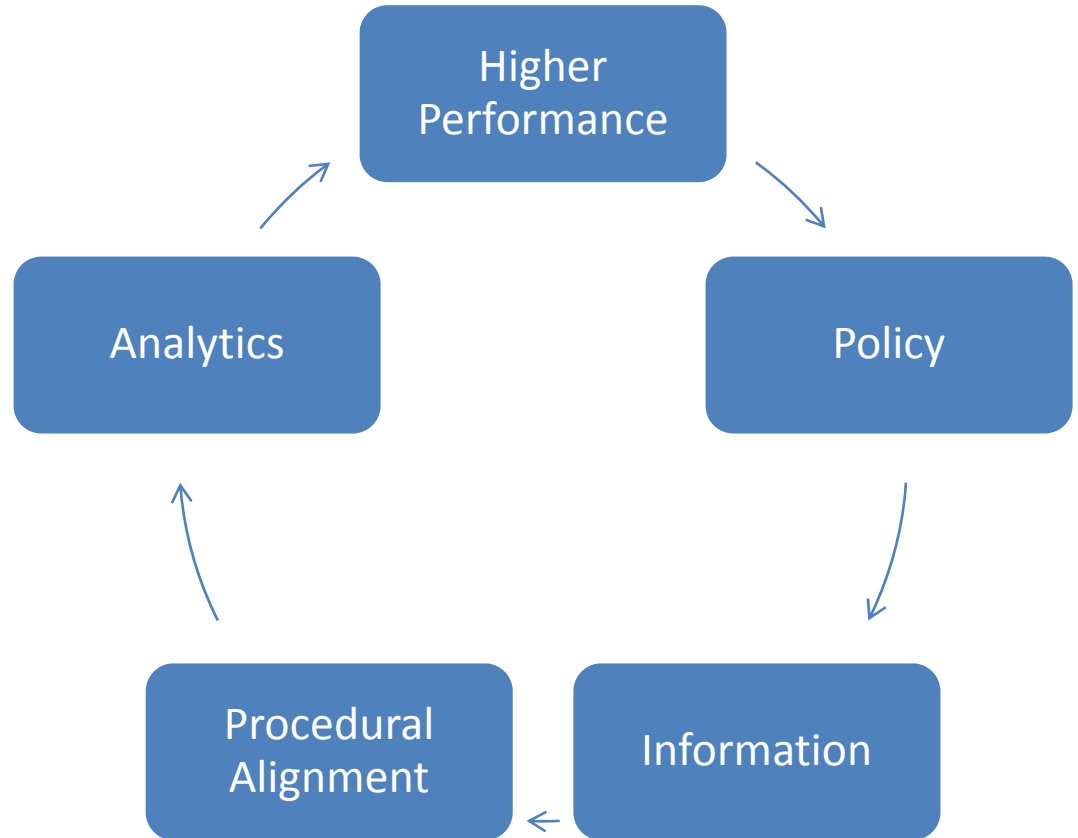 Higher
Performance
Policy
Information
Procedural
Alignment
Analytics